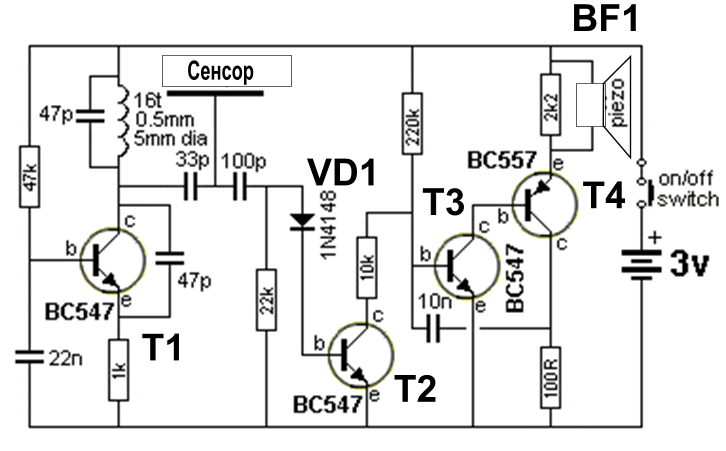 BF1
Сенсор
47p
16t
0.5mm
5mm dia
33p
100p
VD1
1N4148
220k
2k2
piezo
BC557
e
b
c
T4
on/off
switch
+
3v
47k
b
c
e
BC547
47p
T1
22n
1k
22k
10k
b
c
e
BC547
T2
T3
b
c
e
BC547
10n
100R